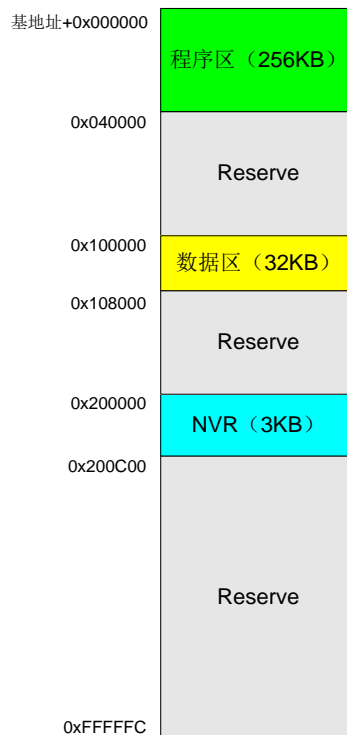 基地址+0x000000
程序区（256KB）
0x040000
Reserve
0x100000
数据区（32KB）
0x108000
Reserve
0x200000
NVR（3KB）
0x200C00
Reserve
0xFFFFFC